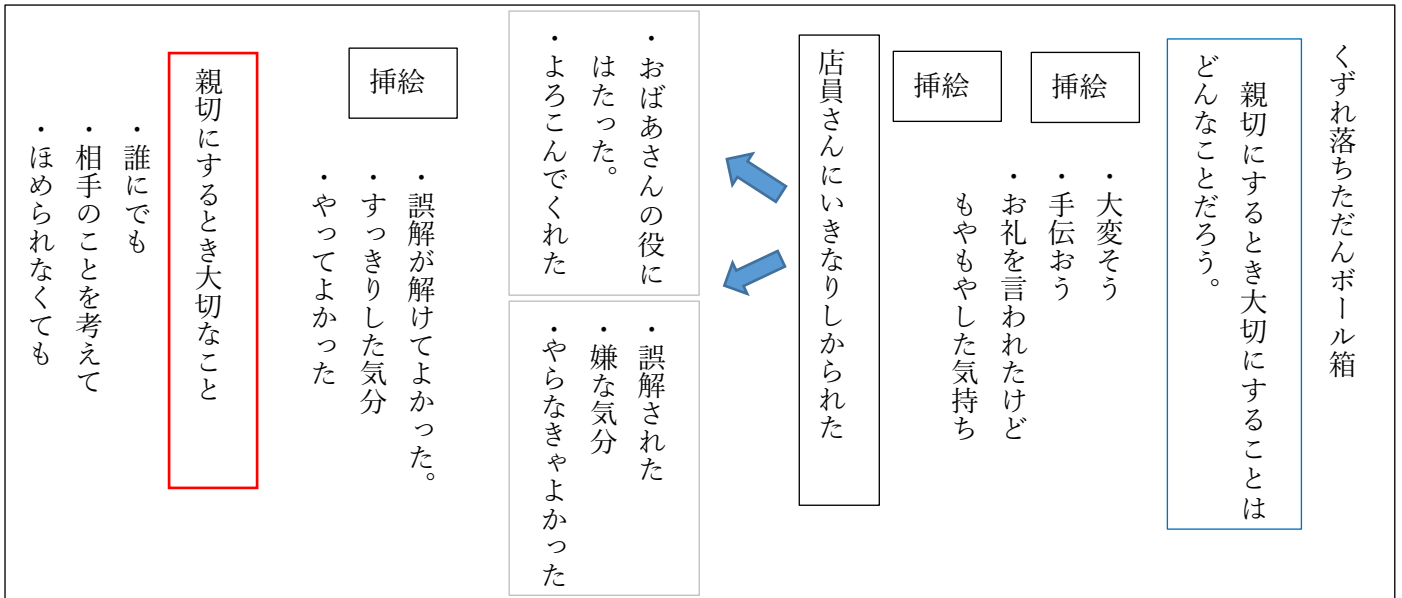 くずれ落ちただんボール箱
親切にするとき大切にすることは
どんなことだろう。
挿絵
・大変そう
・手伝おう
・お礼を言われたけど
もやもやした気持ち
挿絵
店員さんにいきなりしかられた
・おばあさんの役に
はたった。
・よろこんでくれた
・誤解された
・嫌な気分
・やらなきゃよかった
挿絵
・誤解が解けてよかった。
・すっきりした気分
・やってよかった
親切にするとき大切なこと
・誰にでも
・相手のことを考えて
・ほめられなくても